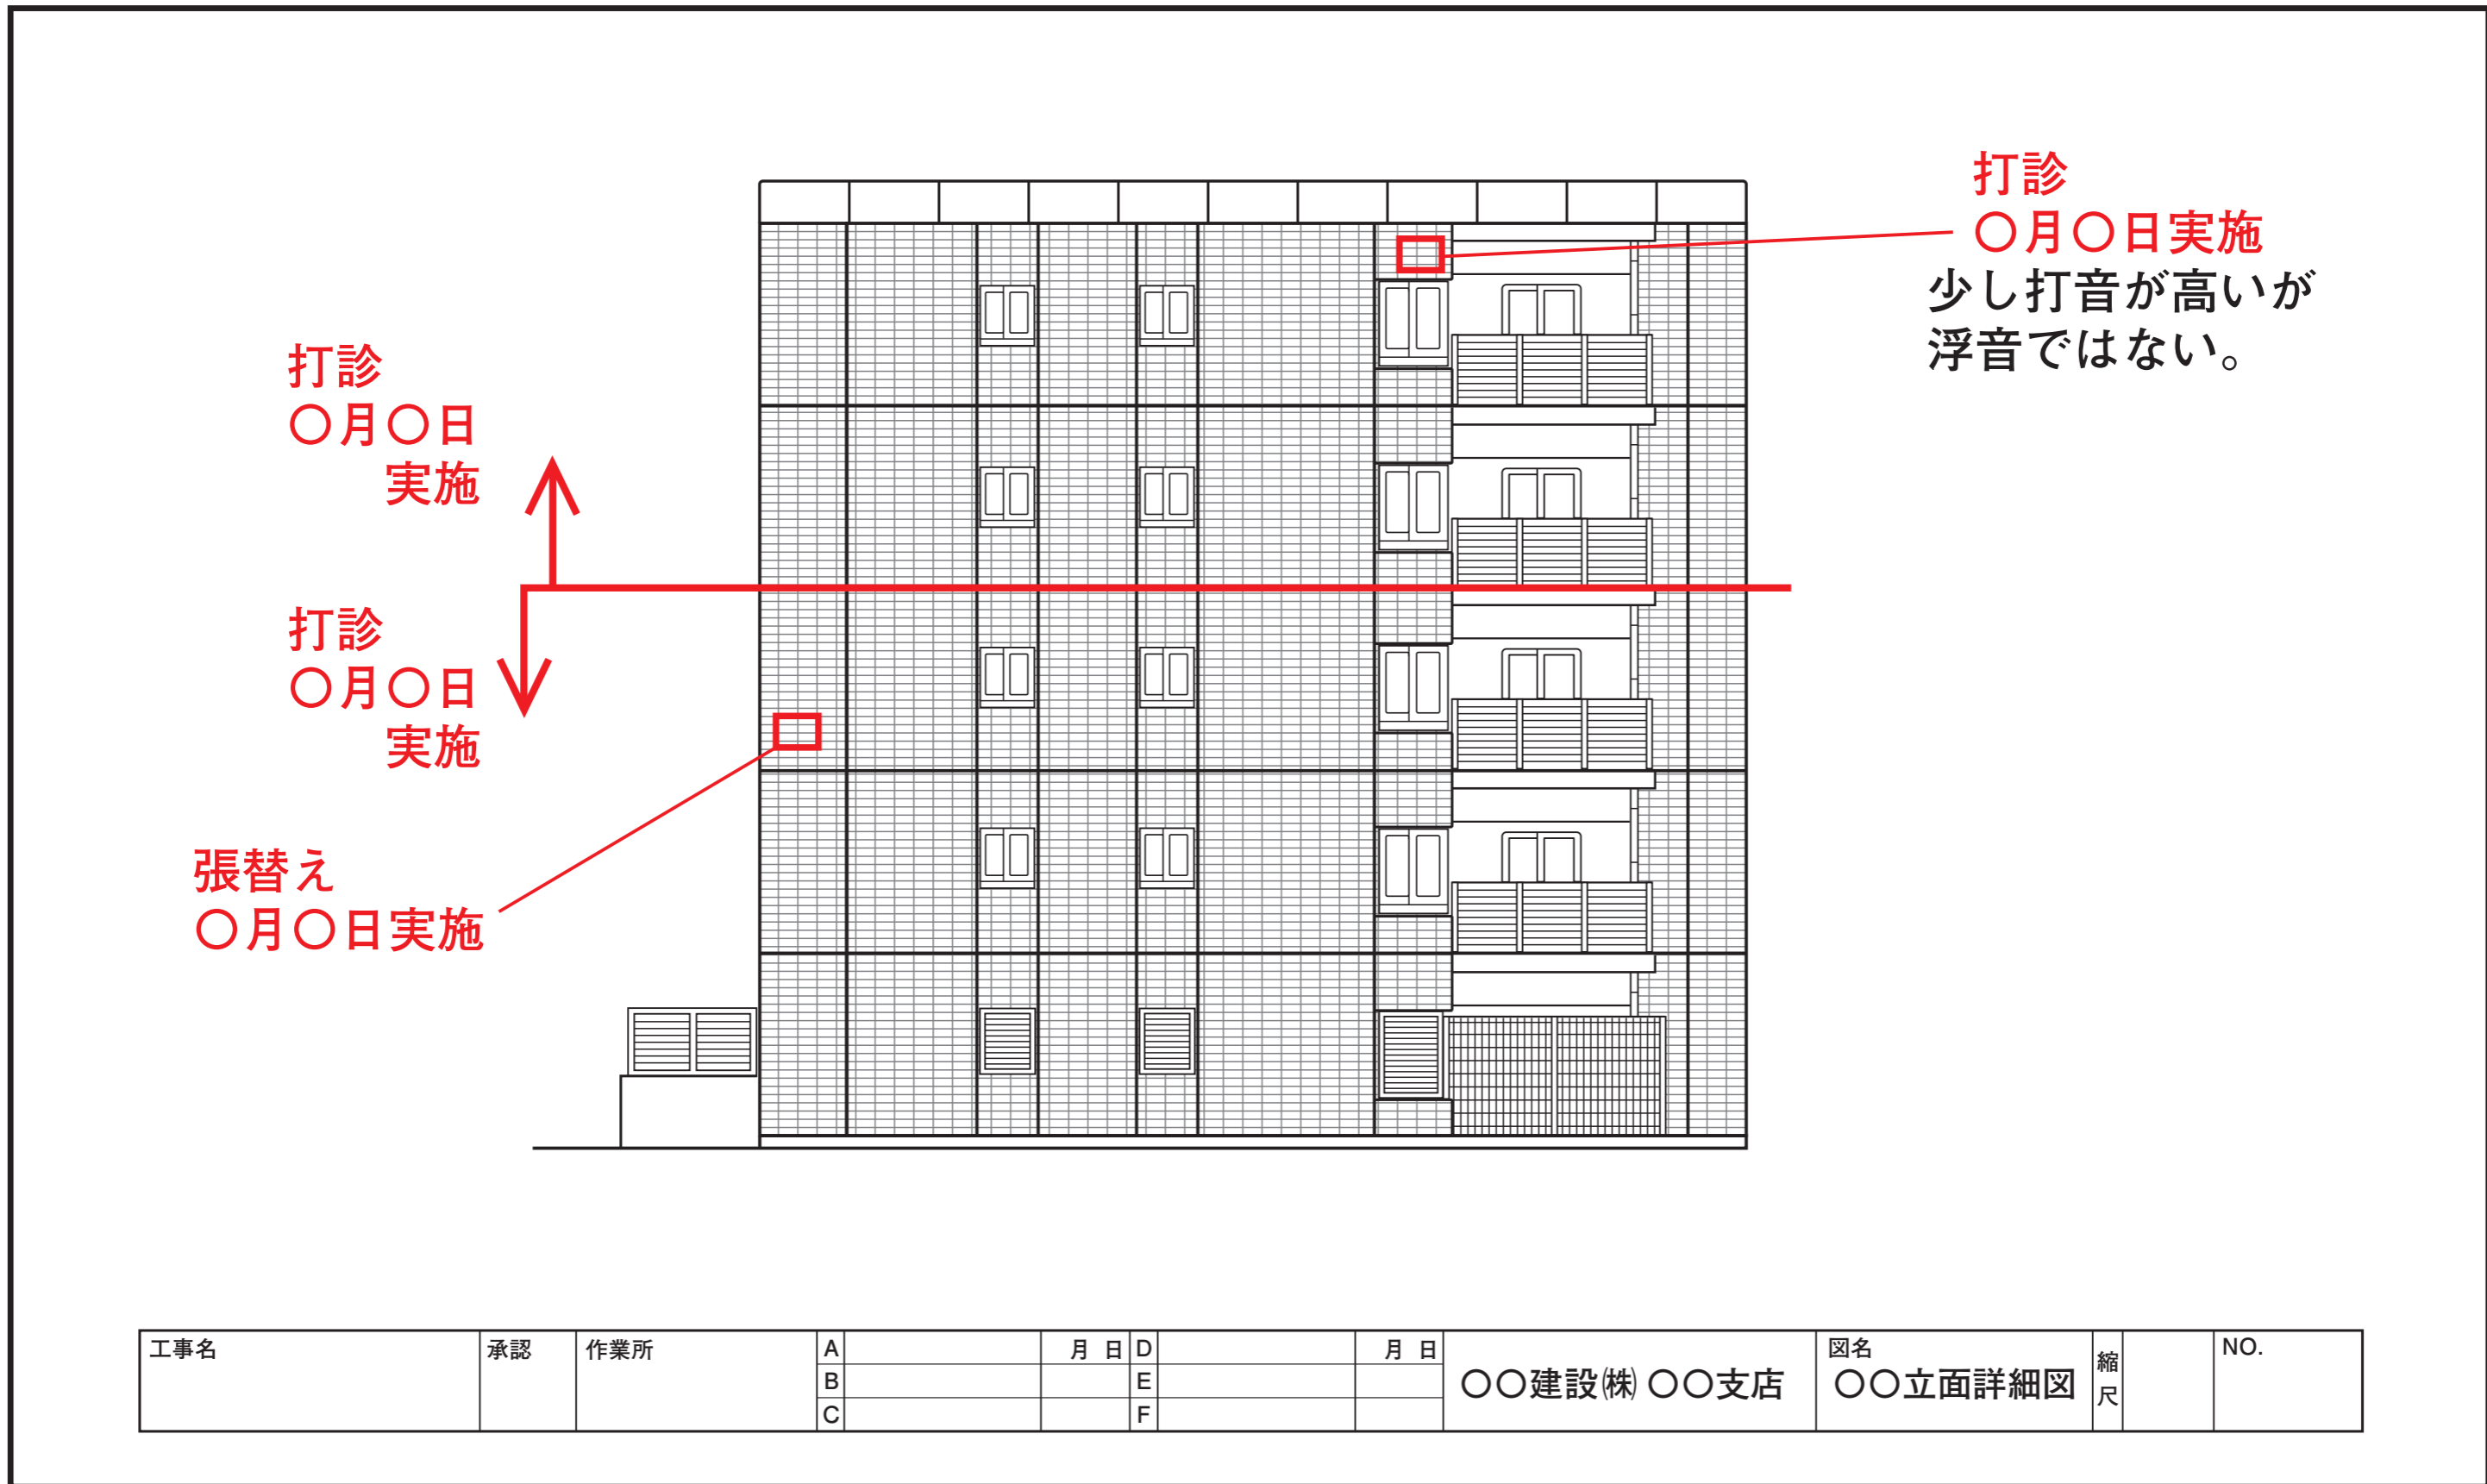 打診
〇月〇日実施
少し打音が高いが
浮音ではない。
打診
〇月〇日
実施
打診
〇月〇日
実施
張替え
〇月〇日実施
工事名
承認
作業所
A 月 日 D 月 日
B E
C F
〇〇建設㈱ 〇〇支店
図名
〇〇立面詳細図
縮尺
NO.